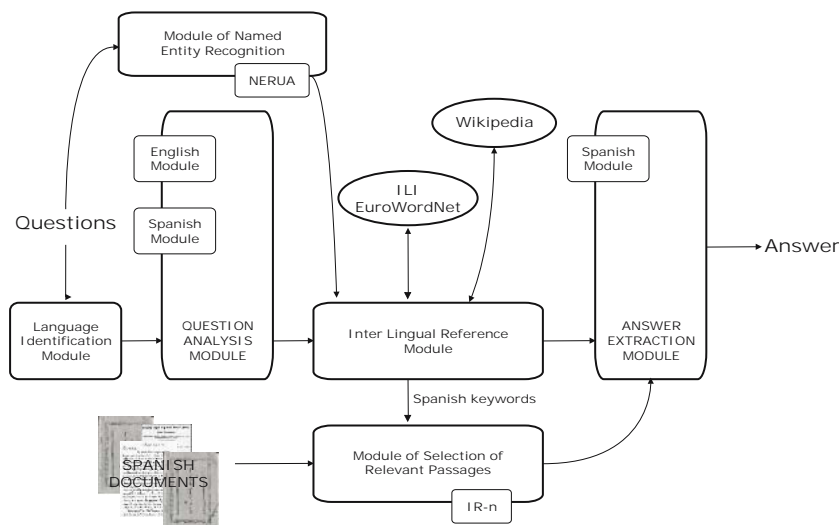 Module of Named
Entity Recognition
NERUA
Wikipedia
English
Module
Spanish
Module
ILI
EuroWordNet
Spanish
Module
Questions
Answer
Language
Identification
Module
QUESTION
ANALYSIS
MODULE
Inter Lingual Reference
Module
ANSWER
EXTRACTION
MODULE
Spanish keywords
SPANISH
DOCUMENTS
Module of Selection of
Relevant Passages
IR-n